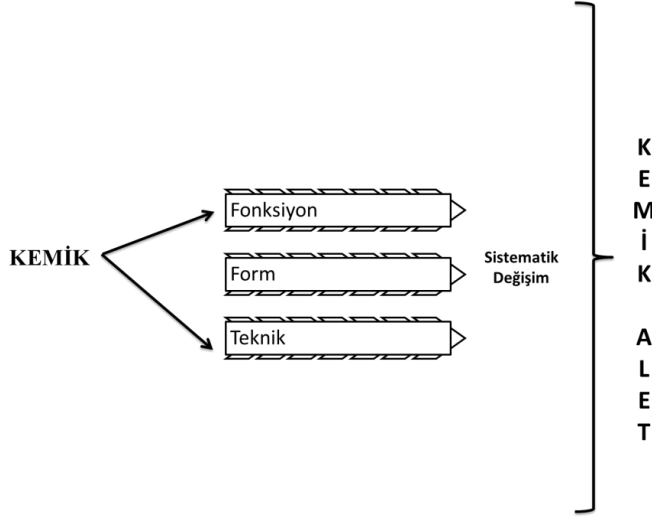 KEMİK
Fonksiyon
Form
Teknik
Sistematik
Değişim
K
E
M
İ
K
A
L
E
T